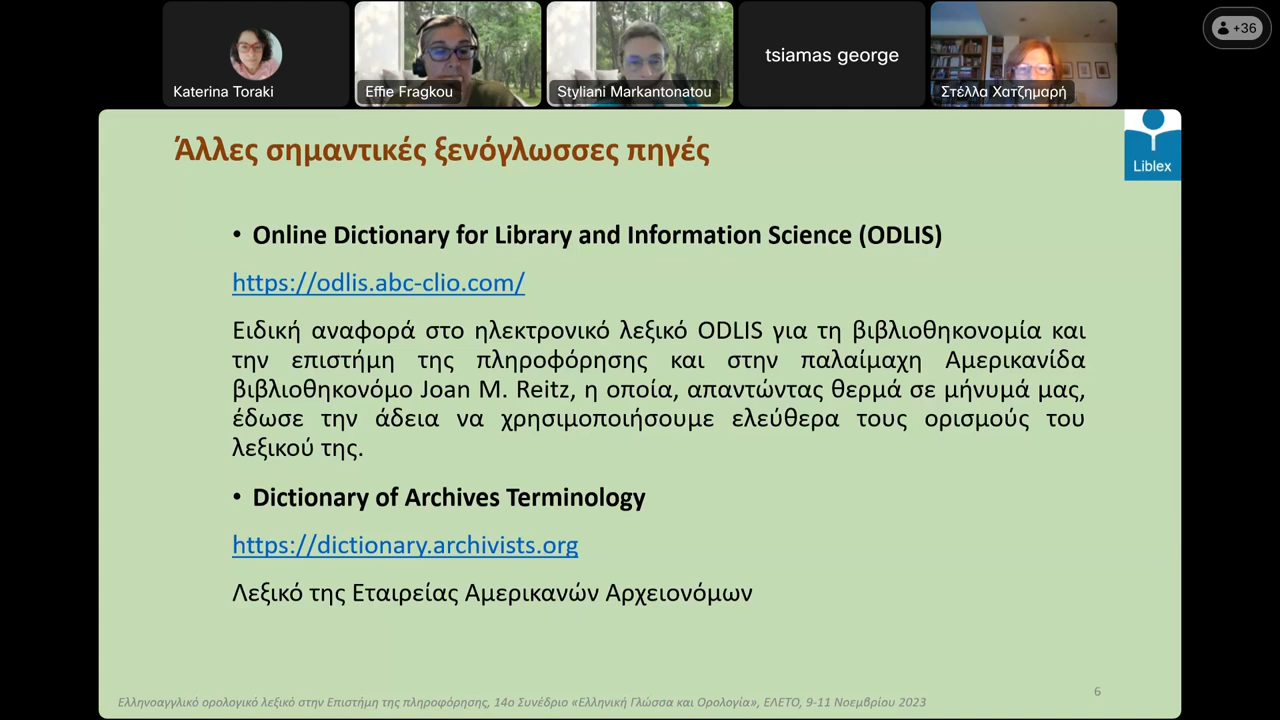 +36
Katerina Toraki
Effie Fragkou
Styliani Markantonatou
tsiamas george
Στέλλα Χατζημαρή
Άλλες σημαντικές ξενόγλωσσες πηγές
Liblex
• Online Dictionary for Library and Information Science (ODLIS)
https://odlis.abc-clio.com/
Ειδική αναφορά στο ηλεκτρονικό λεξικό ODLIS για τη βιβλιοθηκονομία και
την επιστήμη της πληροφόρησης και στην παλαίμαχη Αμερικανίδα
βιβλιοθηκονόμο Joan M. Reitz, η οποία, απαντώντας θερμά σε μήνυμά μας,
έδωσε την άδεια να χρησιμοποιήσουμε ελεύθερα τους ορισμούς του
λεξικού της.
• Dictionary of Archives Terminology
https://dictionary.archivists.org
Λεξικό της Εταιρείας Αμερικανών Αρχειονόμων
6
Ελληνοαγγλικό ορολογικό λεξικό στην Επιστήμη της πληροφόρησης, 14ο Συνέδριο «Ελληνική Γλώσσα και Ορολογία», ΕΛΕΤΟ, 9-11 Νοεμβρίου 2023